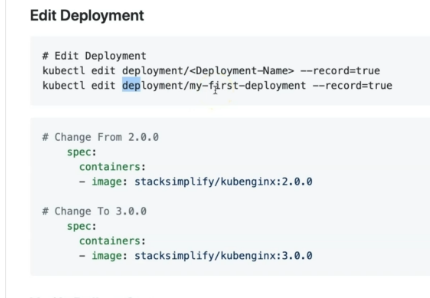 Edit Deployment
# Edit Deployment
kubectl edit deployment/<Deployment-Name> --record=true
kubectl edit deployment/my-first-deployment --record=true
# Change From 2.0.0
spec:
containers:
- image: stacksimplify/kubenginx:2.0.0
# Change To 3.0.0
spec:
containers:
- image: stacksimplify/kubenginx:3.0.0